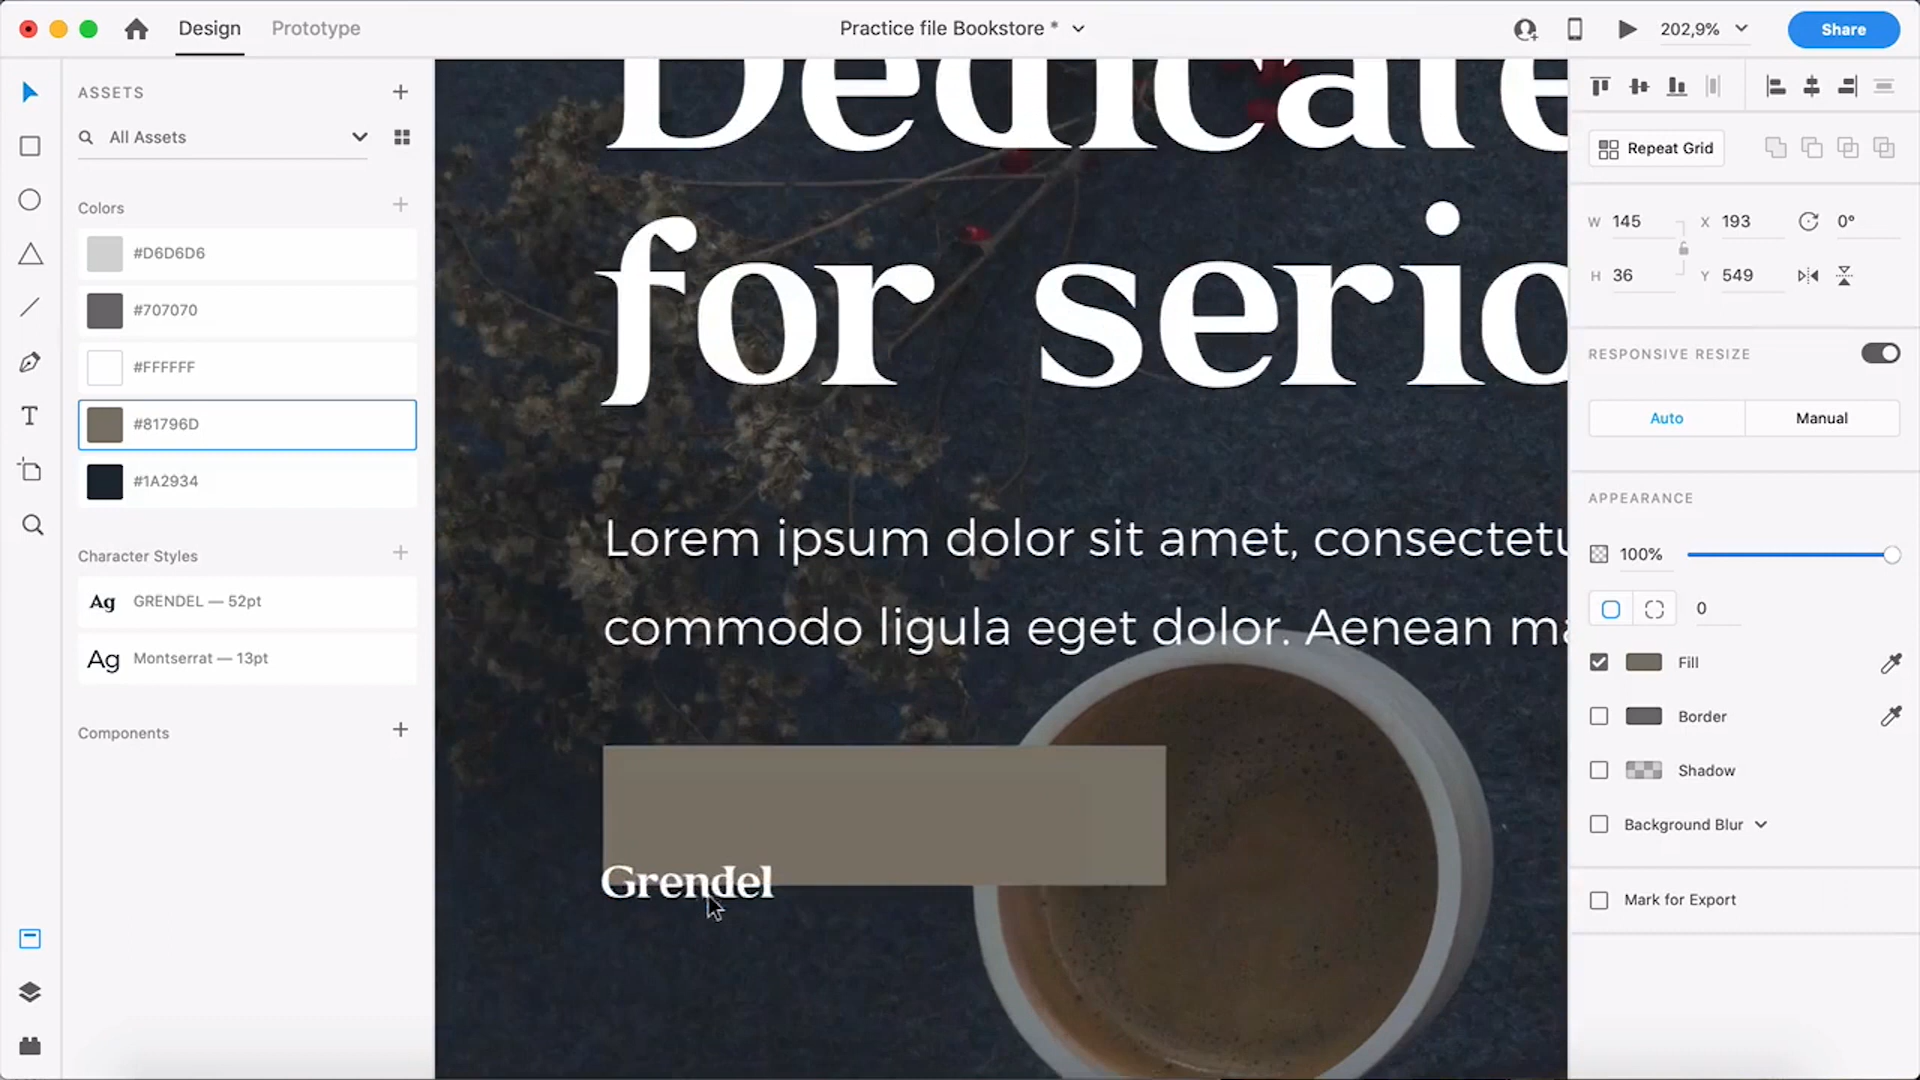 Design
Prototype
Practice file Bookstore *
202,9%
Share
ASSETS
All Assets
Colors
#D6D6D6
#707070
#FFFFFF
#81796D
#1A2934
Character Styles
Ag GRENDEL — 52pt
Ag Montserrat — 13pt
Components
Dedicate
for serio
Lorem ipsum dolor sit amet, consectetu
commodo ligula eget dolor. Aenean ma
Grendel
Repeat Grid
W 145 X 193 0°
H 36 Y 549
RESPONSIVE RESIZE
Auto Manual
APPEARANCE
100%
0
Fill
Border
Shadow
Background Blur
Mark for Export
T